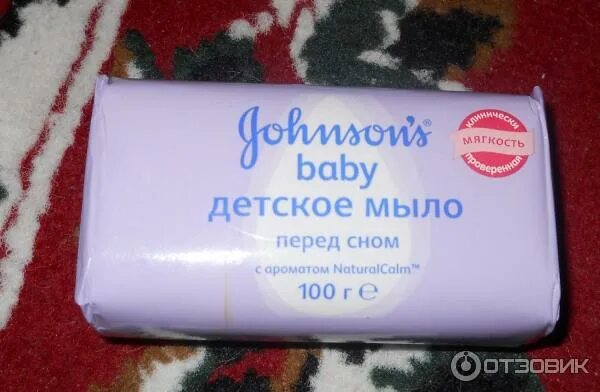 Johnson's®
baby
детское мыло
перед сном
с ароматом NaturalCalm™
100 г e
клинически
мягкость
проверенная
ОТЗОВИК